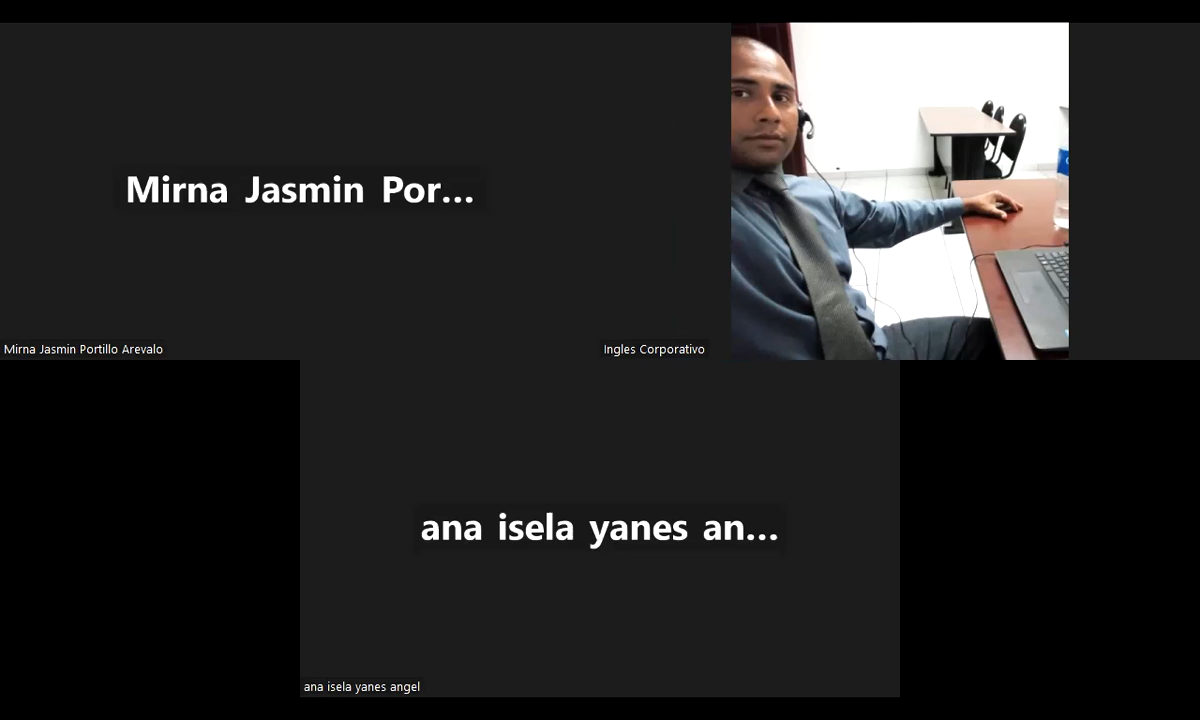 Mirna Jasmin Por...
Mirna Jasmin Portillo Arevalo
Ingles Corporativo
ana isela yanes an...
ana isela yanes angel